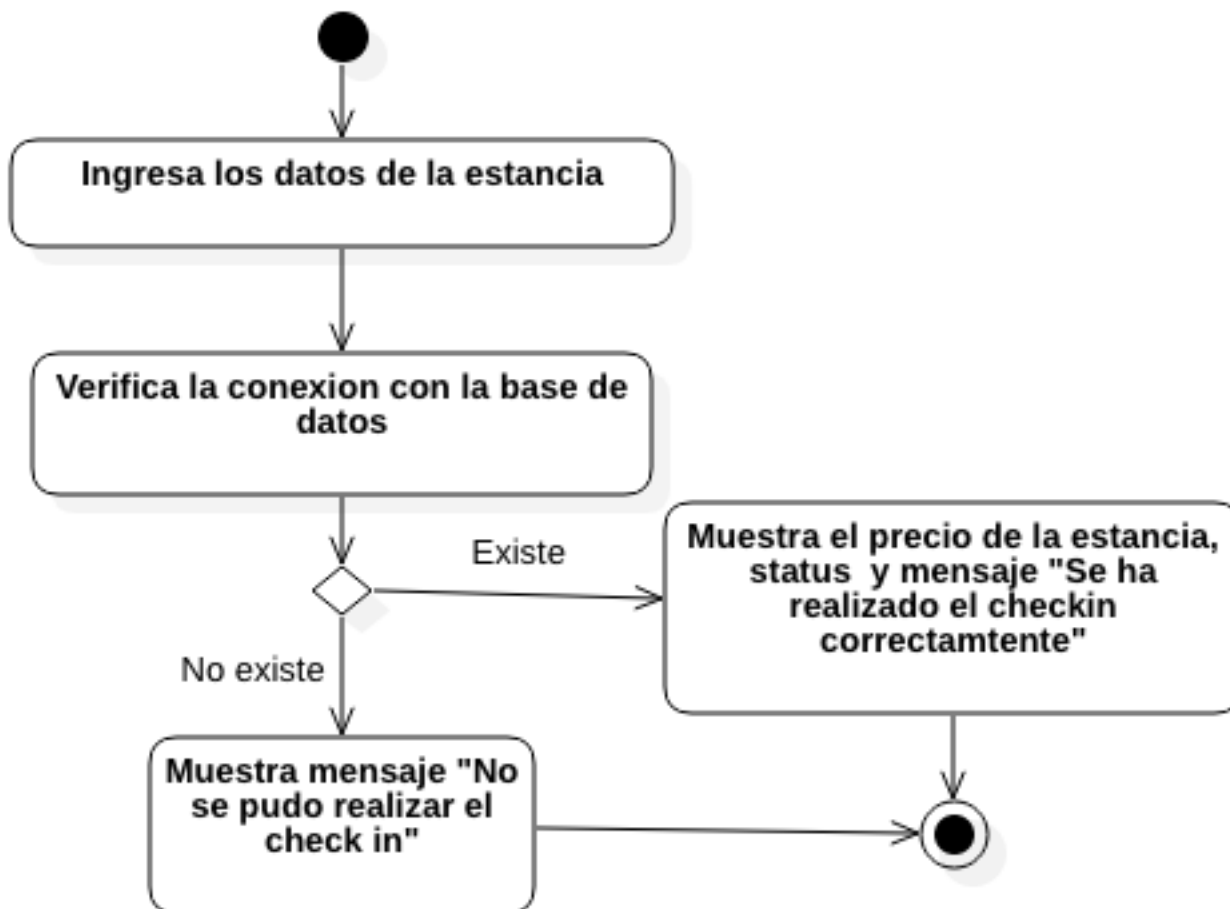 Ingresa los datos de la estancia
Verifica la conexion con la base de
datos
Existe
Muestra el precio de la estancia,
status  y mensaje "Se ha
realizado el checkin
correctamtente"
No existe
Muestra mensaje "No
se pudo realizar el
check in"